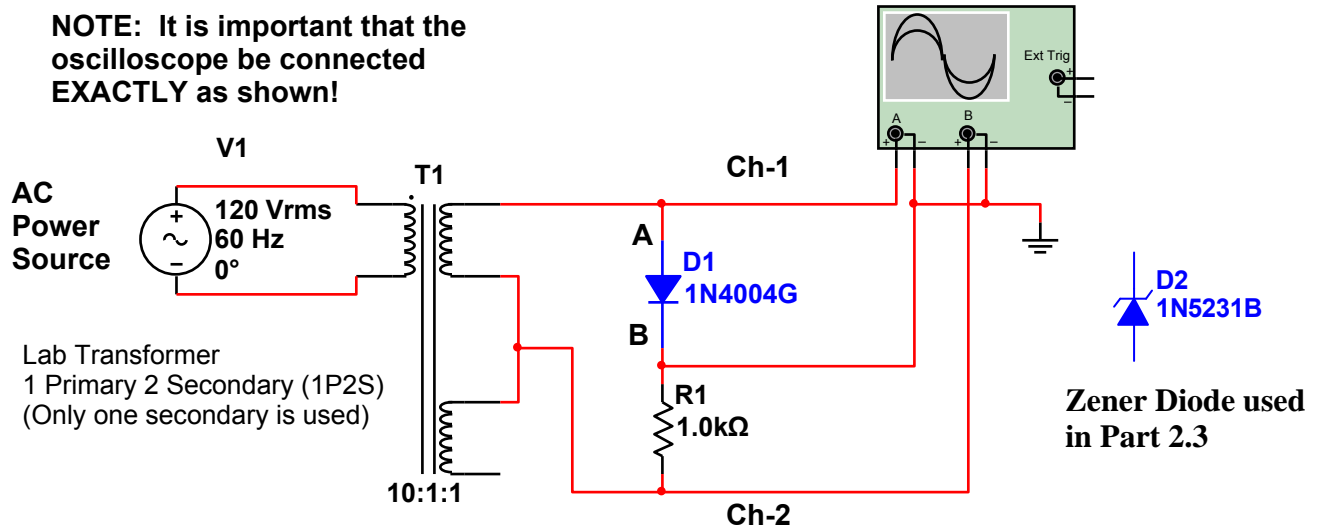 NOTE: It is important that the
oscilloscope be connected
EXACTLY as shown!
Ext Trig
+
−
A
B
+
−
+
−
V1
AC
Power
Source
+
−
120 Vrms
60 Hz
0°
T1
Ch-1
A
D1
1N4004G
B
D2
1N5231B
Lab Transformer
1 Primary 2 Secondary (1P2S)
(Only one secondary is used)
R1
1.0kΩ
Zener Diode used
in Part 2.3
10:1:1
Ch-2